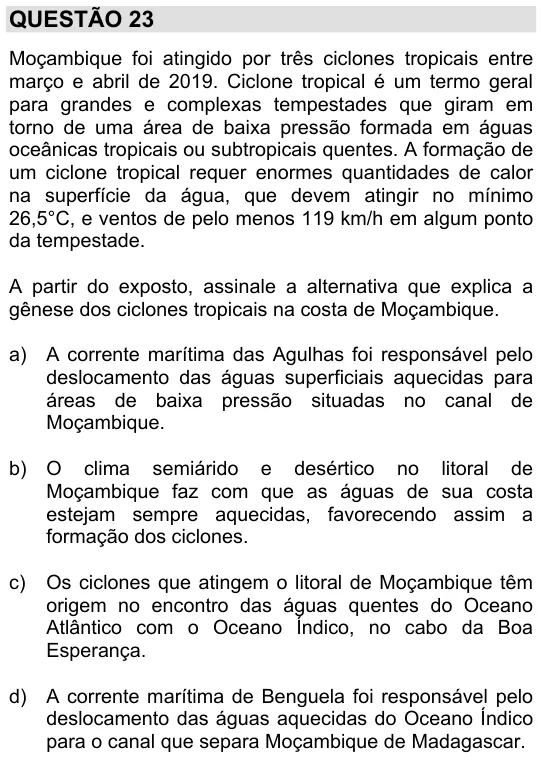 QUESTÃO 23
Moçambique foi atingido por três ciclones tropicais entre
março e abril de 2019. Ciclone tropical é um termo geral
para grandes e complexas tempestades que giram em
torno de uma área de baixa pressão formada em águas
oceânicas tropicais ou subtropicais quentes. A formação de
um ciclone tropical requer enormes quantidades de calor
na superfície da água, que devem atingir no mínimo
26,5°C, e ventos de pelo menos 119 km/h em algum ponto
da tempestade.
A partir do exposto, assinale a alternativa que explica a
gênese dos ciclones tropicais na costa de Moçambique.
a) A corrente marítima das Agulhas foi responsável pelo
deslocamento das águas superficiais aquecidas para
áreas de baixa pressão situadas no canal de
Moçambique.
b) O clima semiárido e desértico no litoral de
Moçambique faz com que as águas de sua costa
estejam sempre aquecidas, favorecendo assim a
formação dos ciclones.
c) Os ciclones que atingem o litoral de Moçambique têm
origem no encontro das águas quentes do Oceano
Atlântico com o Oceano Índico, no cabo da Boa
Esperança.
d) A corrente marítima de Benguela foi responsável pelo
deslocamento das águas aquecidas do Oceano Índico
para o canal que separa Moçambique de Madagascar.